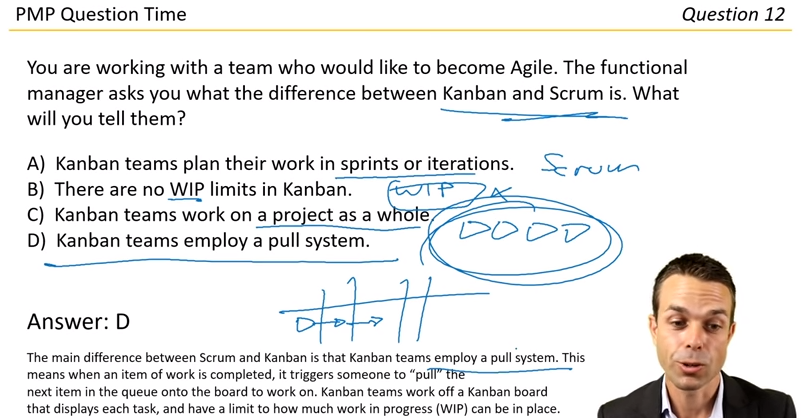 PMP Question Time
Question 12
You are working with a team who would like to become Agile. The functional
manager asks you what the difference between Kanban and Scrum is. What
will you tell them?
A) Kanban teams plan their work in sprints or iterations. Scrum
B) There are no WIP limits in Kanban. WIP
C) Kanban teams work on a project as a whole.
D) Kanban teams employ a pull system.
Answer: D
The main difference between Scrum and Kanban is that Kanban teams employ a pull system. This
means when an item of work is completed, it triggers someone to “pull” the
next item in the queue onto the board to work on. Kanban teams work off a Kanban board
that displays each task, and have a limit to how much work in progress (WIP) can be in place.